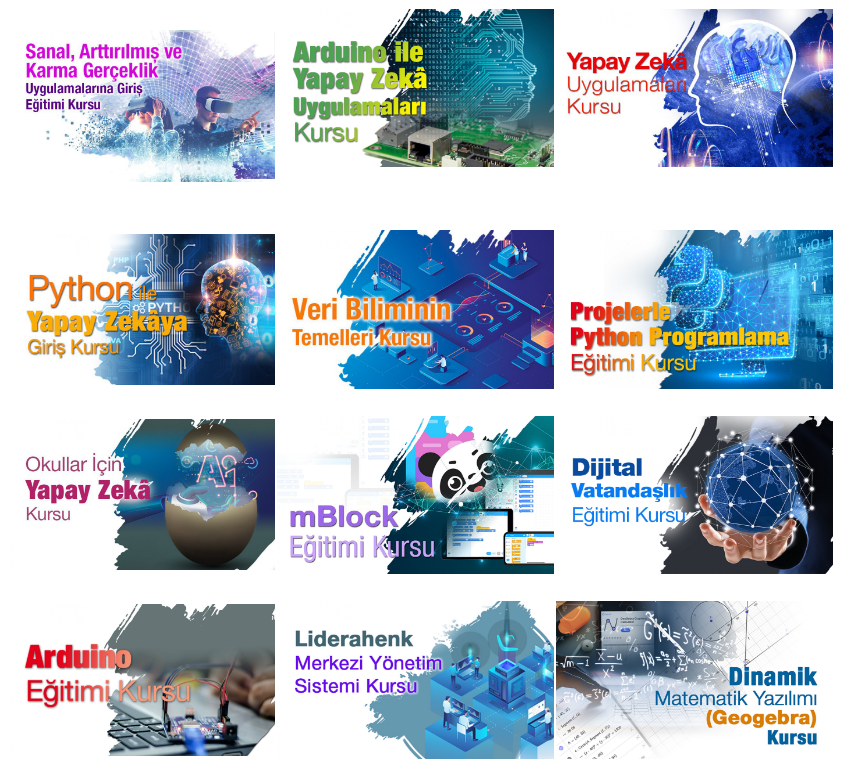 Sanal, Arttırılmış ve
Karma Gerçeklik
Uygulamalarına Giriş
Eğitimi Kursu
Arduino ile
Yapay Zekâ
Uygulamaları
Kursu
Yapay Zekâ
Uygulamaları
Kursu
Python ile
Yapay Zekâya
Giriş Kursu
Veri Biliminin
Temelleri Kursu
Projelerle
Python Programlama
Eğitimi Kursu
Okullar İçin
Yapay Zekâ
Kursu
mBlock
Eğitimi Kursu
Dijital
Vatandaşlık
Eğitimi Kursu
Arduino
Eğitimi Kursu
Liderahenk
Merkezi Yönetim
Sistemi Kursu
Dinamik
Matematik Yazılımı
(Geogebra)
Kursu